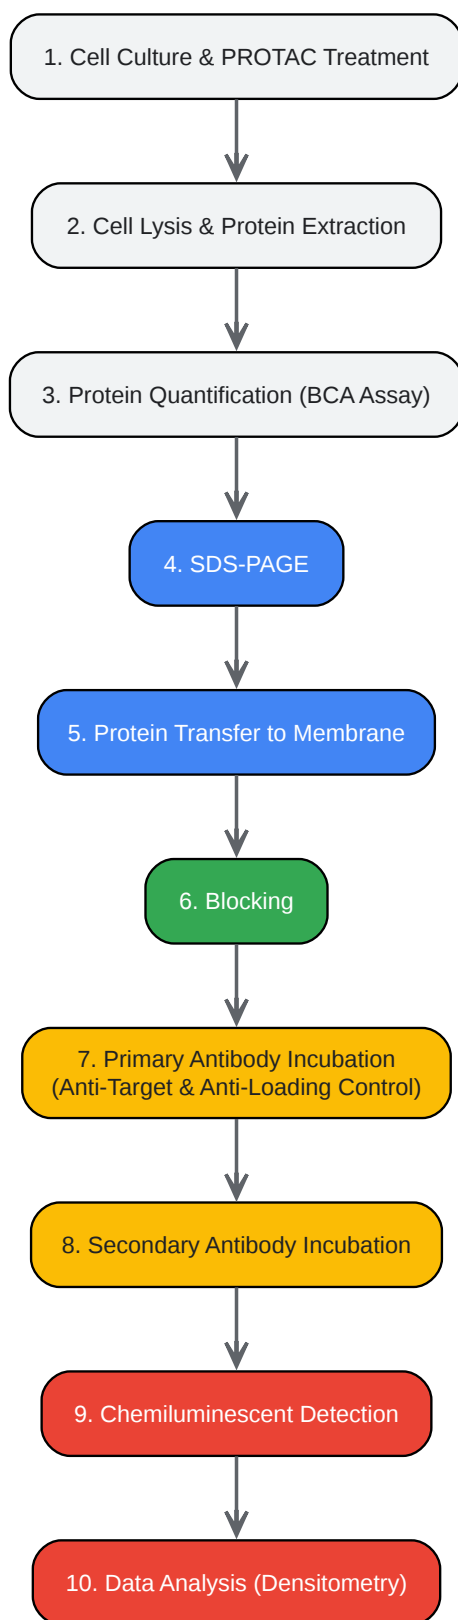 1. Cell Culture & PROTAC Treatment
2. Cell Lysis & Protein Extraction
3. Protein Quantification (BCA Assay)
4. SDS-PAGE
5. Protein Transfer to Membrane
6. Blocking
7. Primary Antibody Incubation
(Anti-Target & Anti-Loading Control)
8. Secondary Antibody Incubation
9. Chemiluminescent Detection
10. Data Analysis (Densitometry)